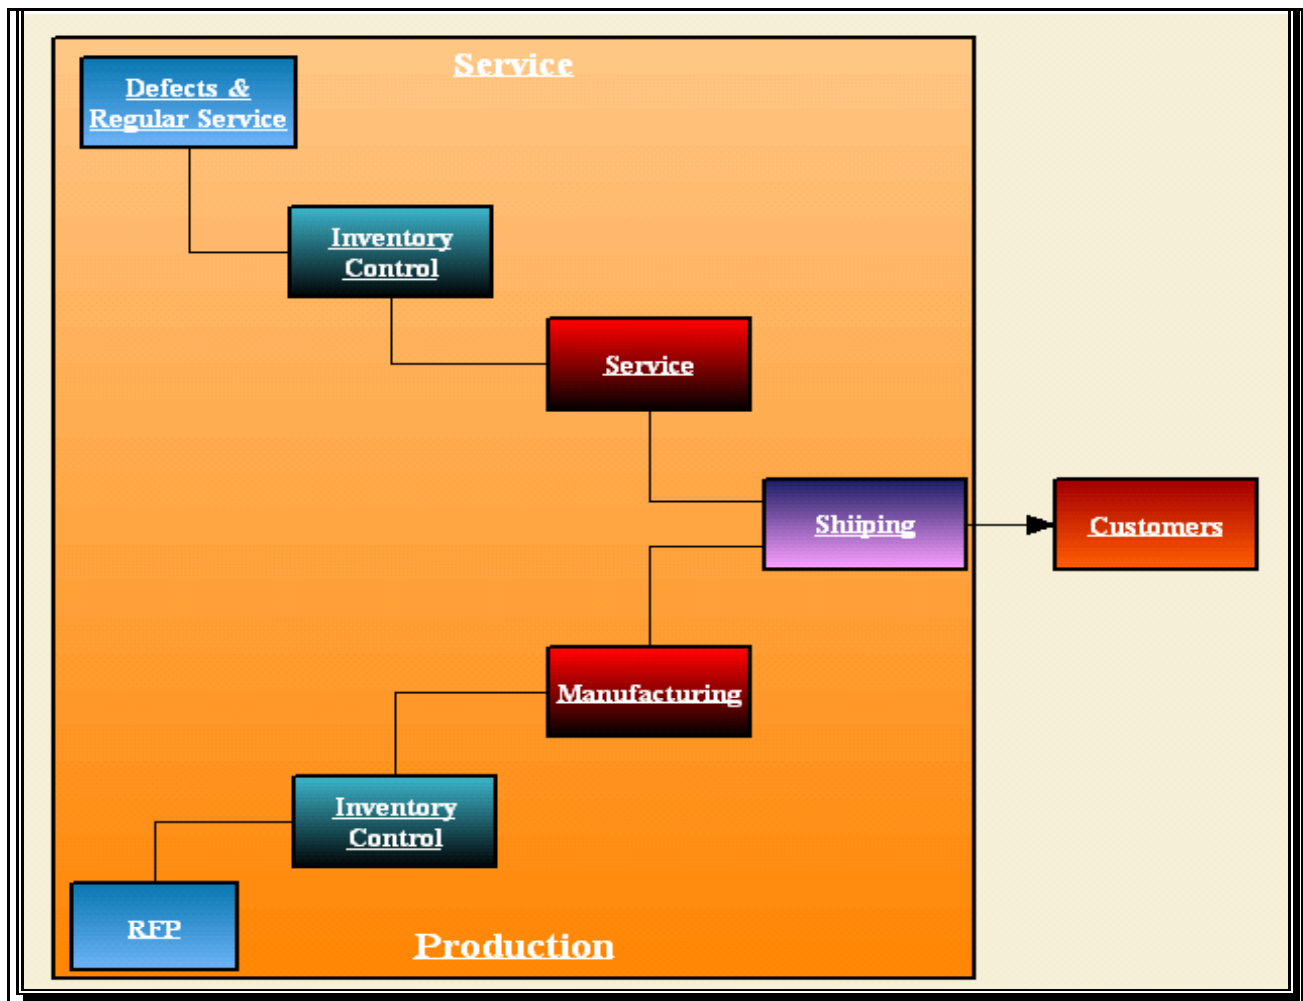 Service
Defects &
Regular Service
Inventory
Control
Service
Shiiping
Customers
Manufacturing
Inventory
Control
RFP
Production